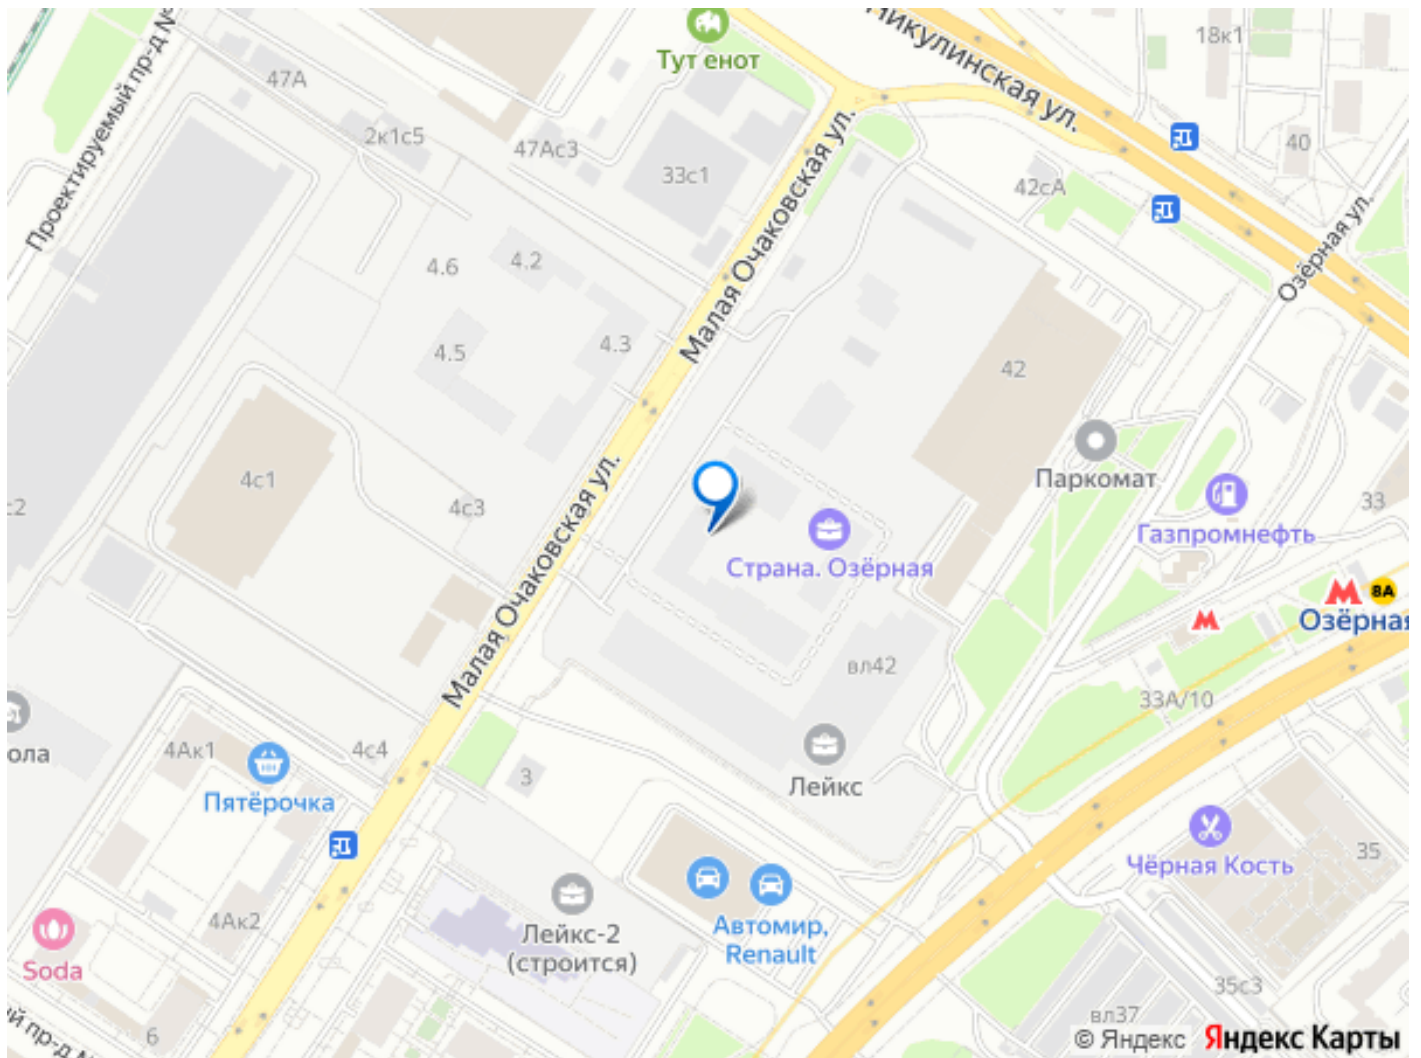 Проектируемый пр-д №
47А
2к1с5
47Ас3
Тут енот
33с1
Никулинская ул.
18к1
40
42сА
Озёрная ул.
Малая Очаковская ул.
4.6
4.2
4.5
4.3
42
Паркомат
4с1
4с3
Страна. Озёрная
Газпромнефть
33
8А
Озёрная
Малая Очаковская ул.
вл42
33А/10
Лейкс
ола
4Ак1
Пятёрочка
4с4
3
Чёрная Кость
35
4Ак2
Soda
Лейкс-2
(строится)
Автомир,
Renault
35с3
вл37
6
ый пр-д №
© Яндекс Яндекс Карты